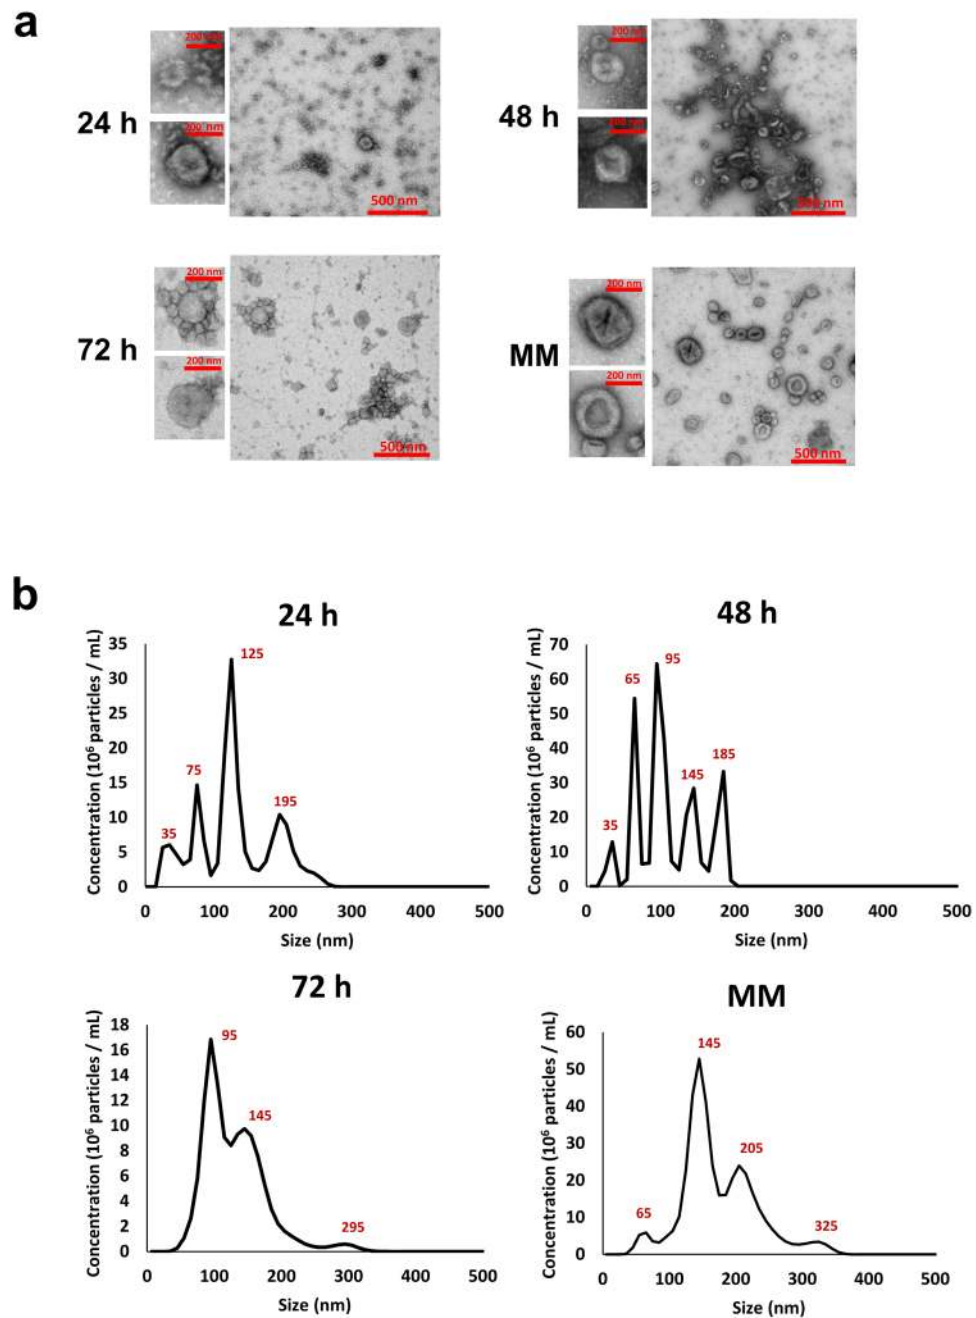 a
24 h
200 nm
200 nm
500 nm
48 h
200 nm
200 nm
500 nm
72 h
200 nm
200 nm
500 nm
MM
200 nm
200 nm
500 nm
b
24 h
Concentration (10⁶ particles / mL)
35
30
25
20
15
10
5
0
35
75
125
195
0 100 200 300 400 500
Size (nm)
48 h
Concentration (10⁶ particles / mL)
70
60
50
40
30
20
10
0
35
65
95
145
185
0 100 200 300 400 500
Size (nm)
72 h
Concentration (10⁶ particles / mL)
18
16
14
12
10
8
6
4
2
0
95
145
295
0 100 200 300 400 500
Size (nm)
MM
Concentration (10⁶ particles / mL)
60
50
40
30
20
10
0
65
145
205
325
0 100 200 300 400 500
Size (nm)